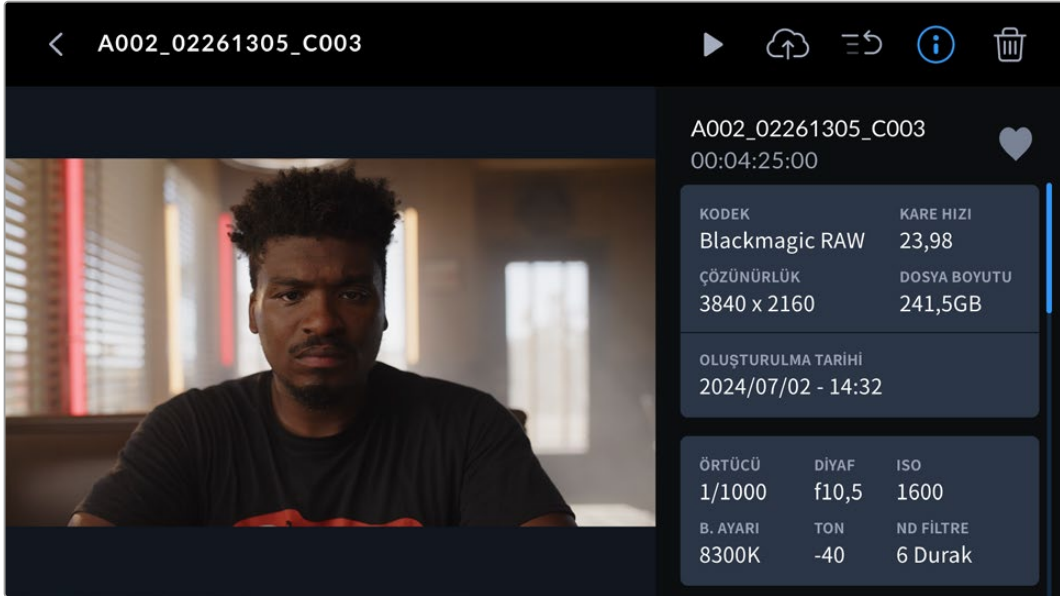 A002_02261305_C003
A002_02261305_C003
00:04:25:00
KODEK KARE HIZI
Blackmagic RAW 23,98
ÇÖZÜNÜRLÜK DOSYA BOYUTU
3840 x 2160 241,5GB
OLUŞTURULMA TARİHİ
2024/07/02 - 14:32
ÖRTÜCÜ DİYAF ISO
1/1000 f10,5 1600
B. AYARI TON ND FİLTRE
8300K -40 6 Durak